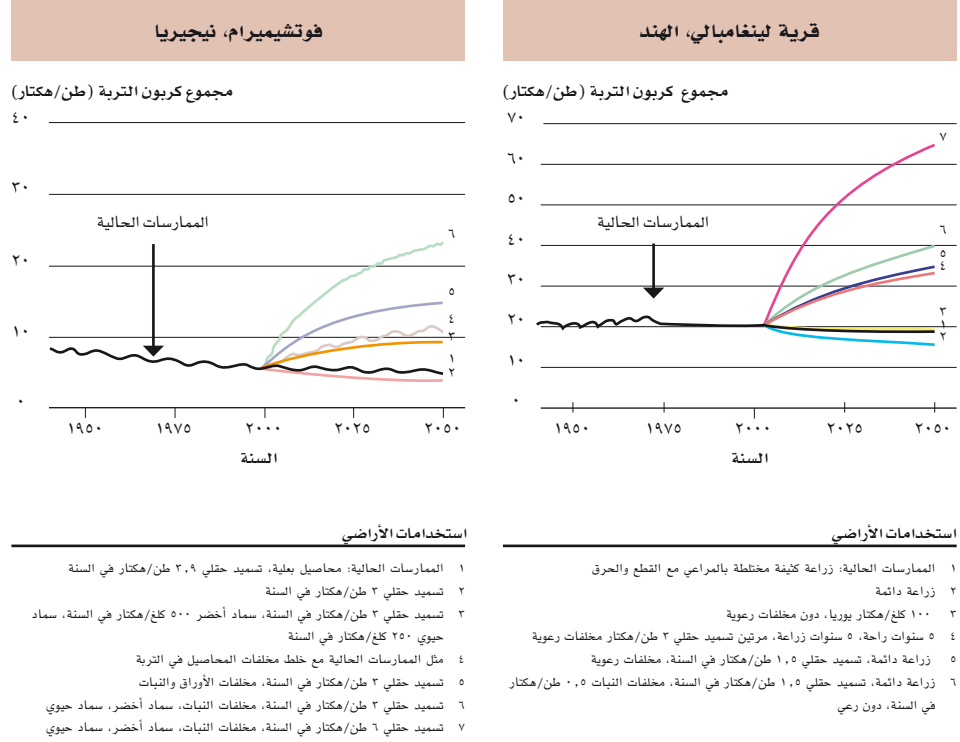 قرية لينغامبالي، الهند
مجموع كربون التربة (طن/هكتار)
٧٠
٦٠
٥٠
٤٠
٣٠
٢٠
١٠
٠
الممارسات الحالية
٧
٦
٥
٤
٣
١
٢
١٩٥٠ ١٩٧٥ ٢٠٠٠ ٢٠٢٥ ٢٠٥٠
السنة
فوتشيميرام، نيجيريا
مجموع كربون التربة (طن/هكتار)
٤٠
٣٠
٢٠
١٠
٠
الممارسات الحالية
٦
٥
٤
٣
١
٢
١٩٥٠ ١٩٧٥ ٢٠٠٠ ٢٠٢٥ ٢٠٥٠
السنة
استخدامات الأراضي
١ الممارسات الحالية: زراعة كثيفة مختلطة بالمراعي مع القطع والحرق
٢ زراعة دائمة
٣ ١٠٠ كلغ/هكتار يوريا، دون مخلفات رعوية
٤ ٥ سنوات راحة، ٥ سنوات زراعة، مرتين تسميد حقلي ٣ طن/هكتار مخلفات رعوية
٥ زراعة دائمة، تسميد حقلي ١,٥ طن/هكتار في السنة، مخلفات رعوية
٦ زراعة دائمة، تسميد حقلي ١,٥ طن/هكتار في السنة، مخلفات النبات ٠,٥ طن/هكتار
في السنة، دون رعي
استخدامات الأراضي
١ الممارسات الحالية: محاصيل بعلية، تسميد حقلي ٣,٩ طن/هكتار في السنة
٢ تسميد حقلي ٣ طن/هكتار في السنة
٣ تسميد حقلي ٣ طن/هكتار في السنة، سماد أخضر ٥٠٠ كلغ/هكتار في السنة، سماد
حيوي ٢٥٠ كلغ/هكتار في السنة
٤ مثل الممارسات الحالية مع خلط مخلفات المحاصيل في التربة
٥ تسميد حقلي ٣ طن/هكتار في السنة، مخلفات الأوراق والنبات
٦ تسميد حقلي ٣ طن/هكتار في السنة، مخلفات النبات، سماد أخضر، سماد حيوي
٧ تسميد حقلي ٦ طن/هكتار في السنة، مخلفات النبات، سماد أخضر، سماد حيوي